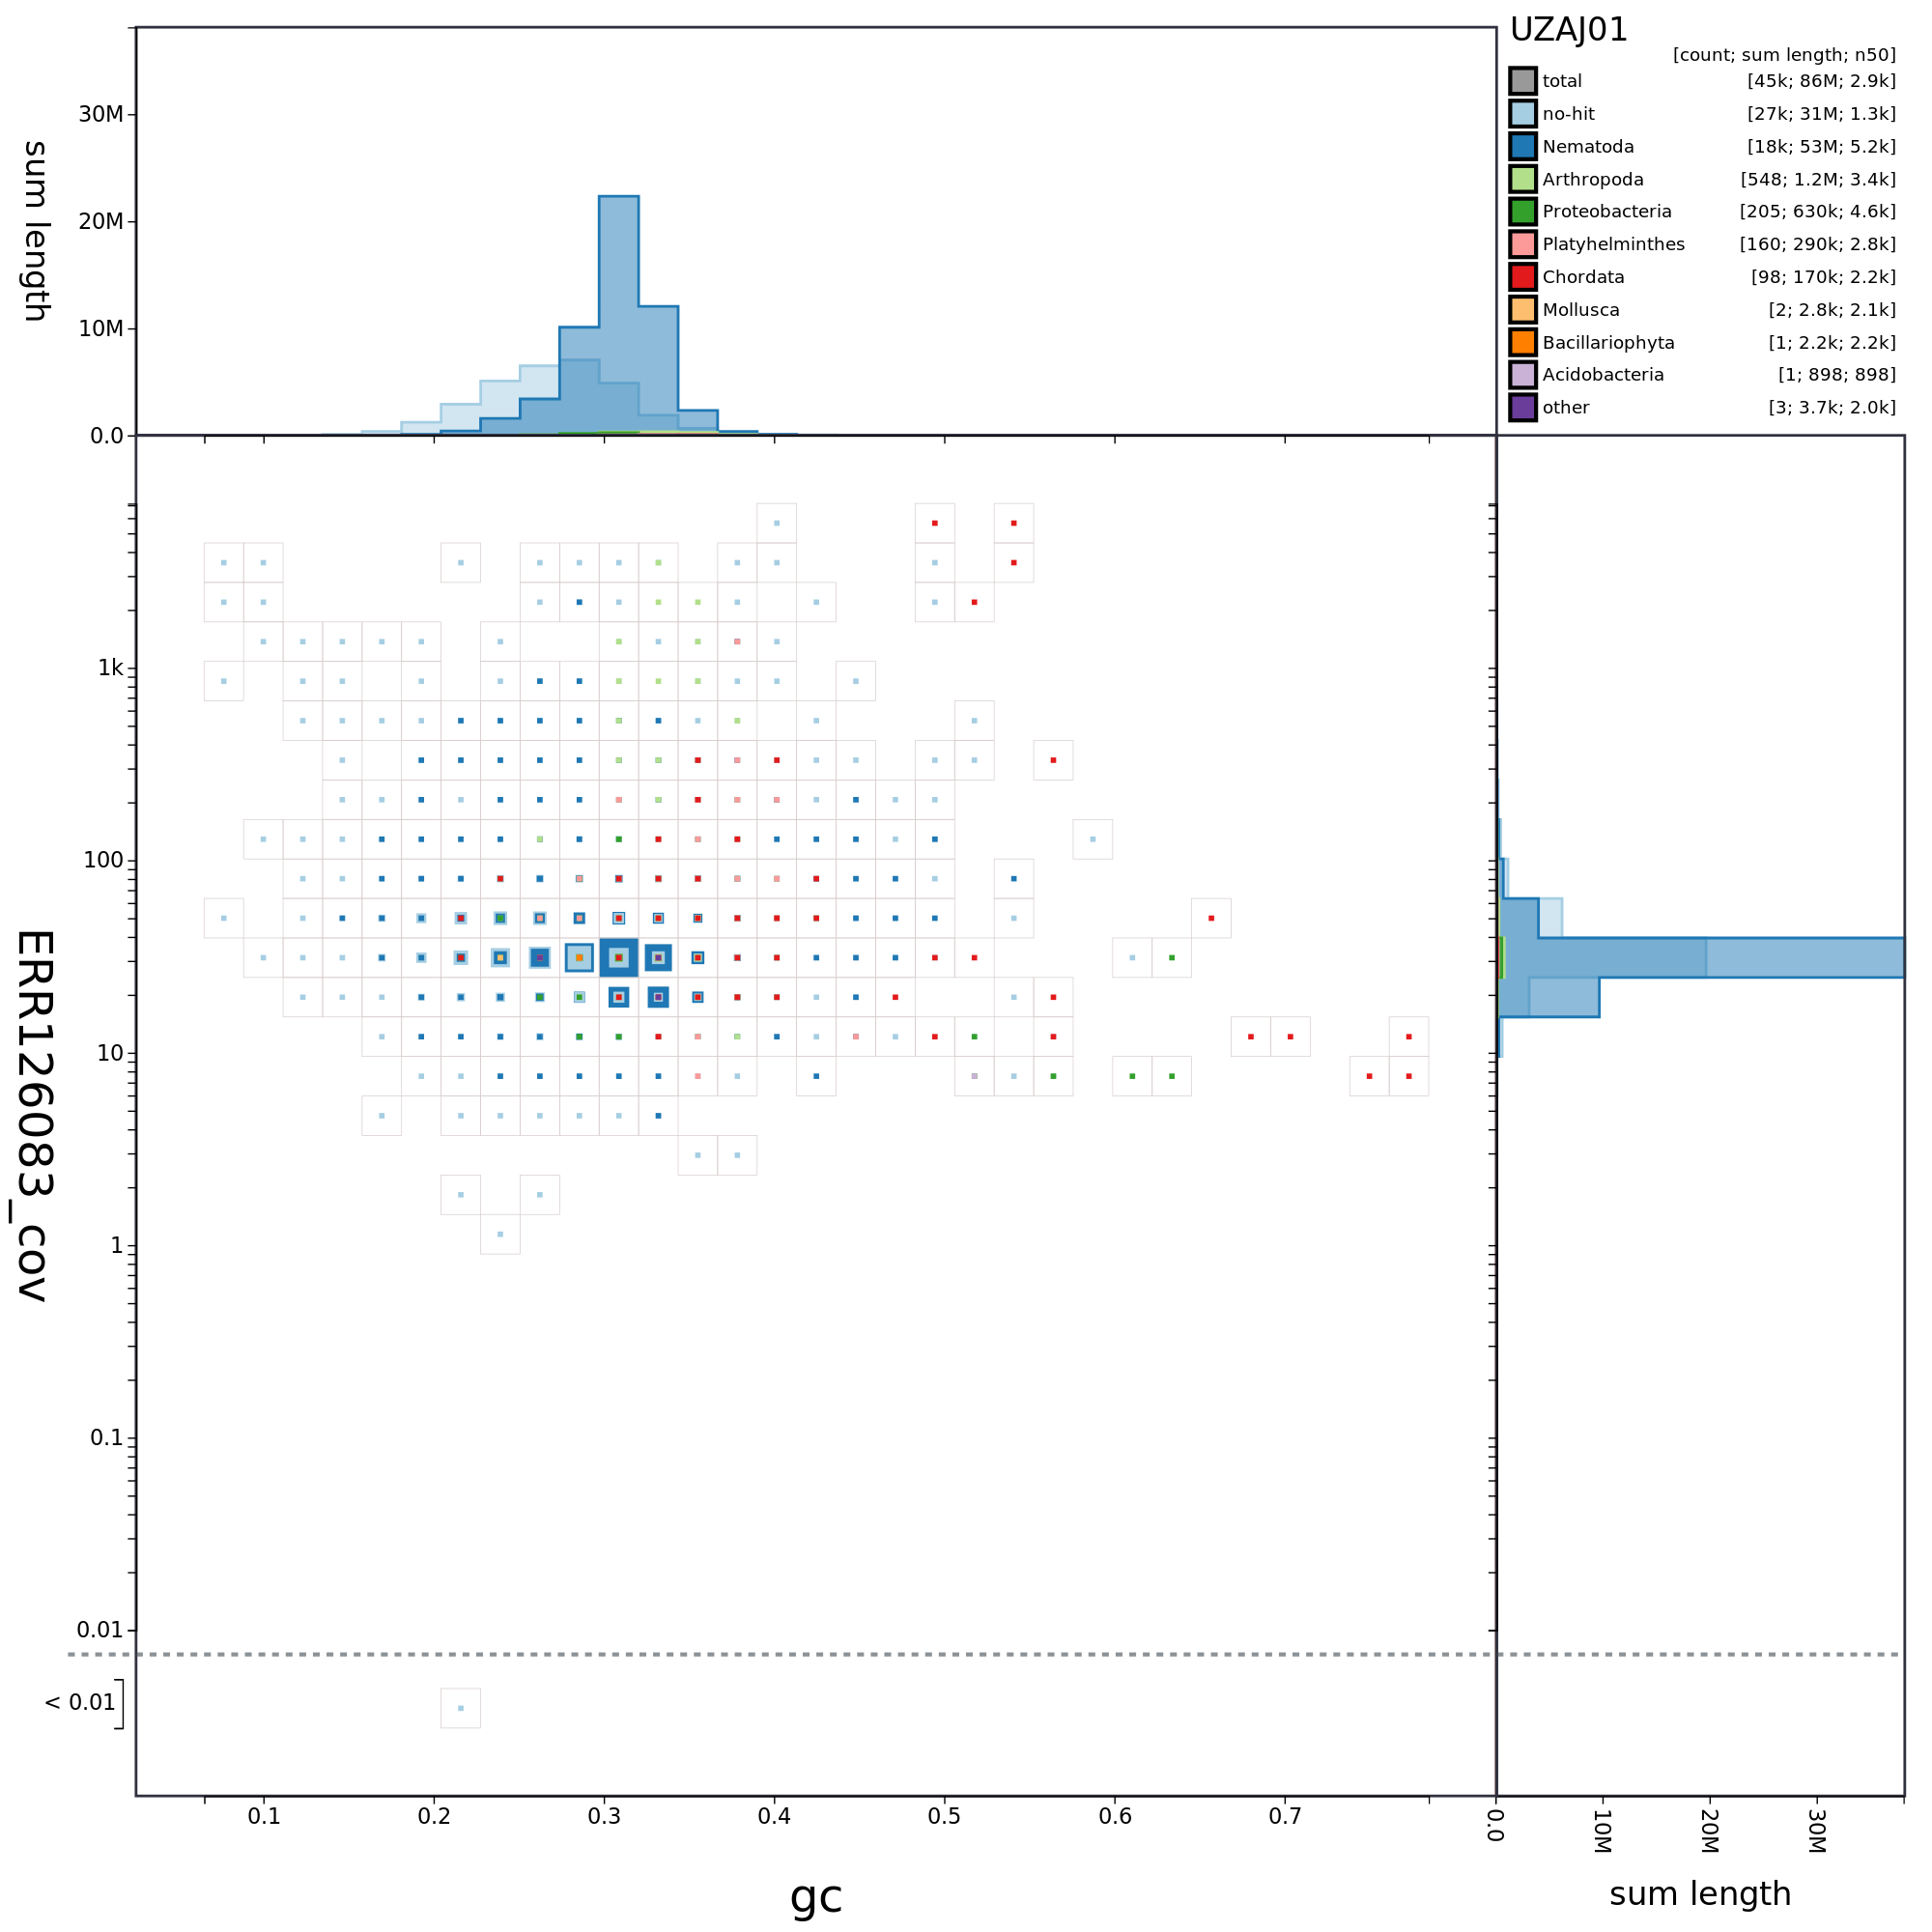 UZAJ01
[count; sum length; n50]
total [45k; 86M; 2.9k]
no-hit [27k; 31M; 1.3k]
Nematoda [18k; 53M; 5.2k]
Arthropoda [548; 1.2M; 3.4k]
Proteobacteria [205; 630k; 4.6k]
Platyhelminthes [160; 290k; 2.8k]
Chordata [98; 170k; 2.2k]
Mollusca [2; 2.8k; 2.1k]
Bacillariophyta [1; 2.2k; 2.2k]
Acidobacteria [1; 898; 898]
other [3; 3.7k; 2.0k]
sum length
30M
20M
10M
0.0
ERR126083_cov
1k
100
10
1
0.1
0.01
< 0.01
0.1 0.2 0.3 0.4 0.5 0.6 0.7
gc
0.0 10M 20M 30M
sum length